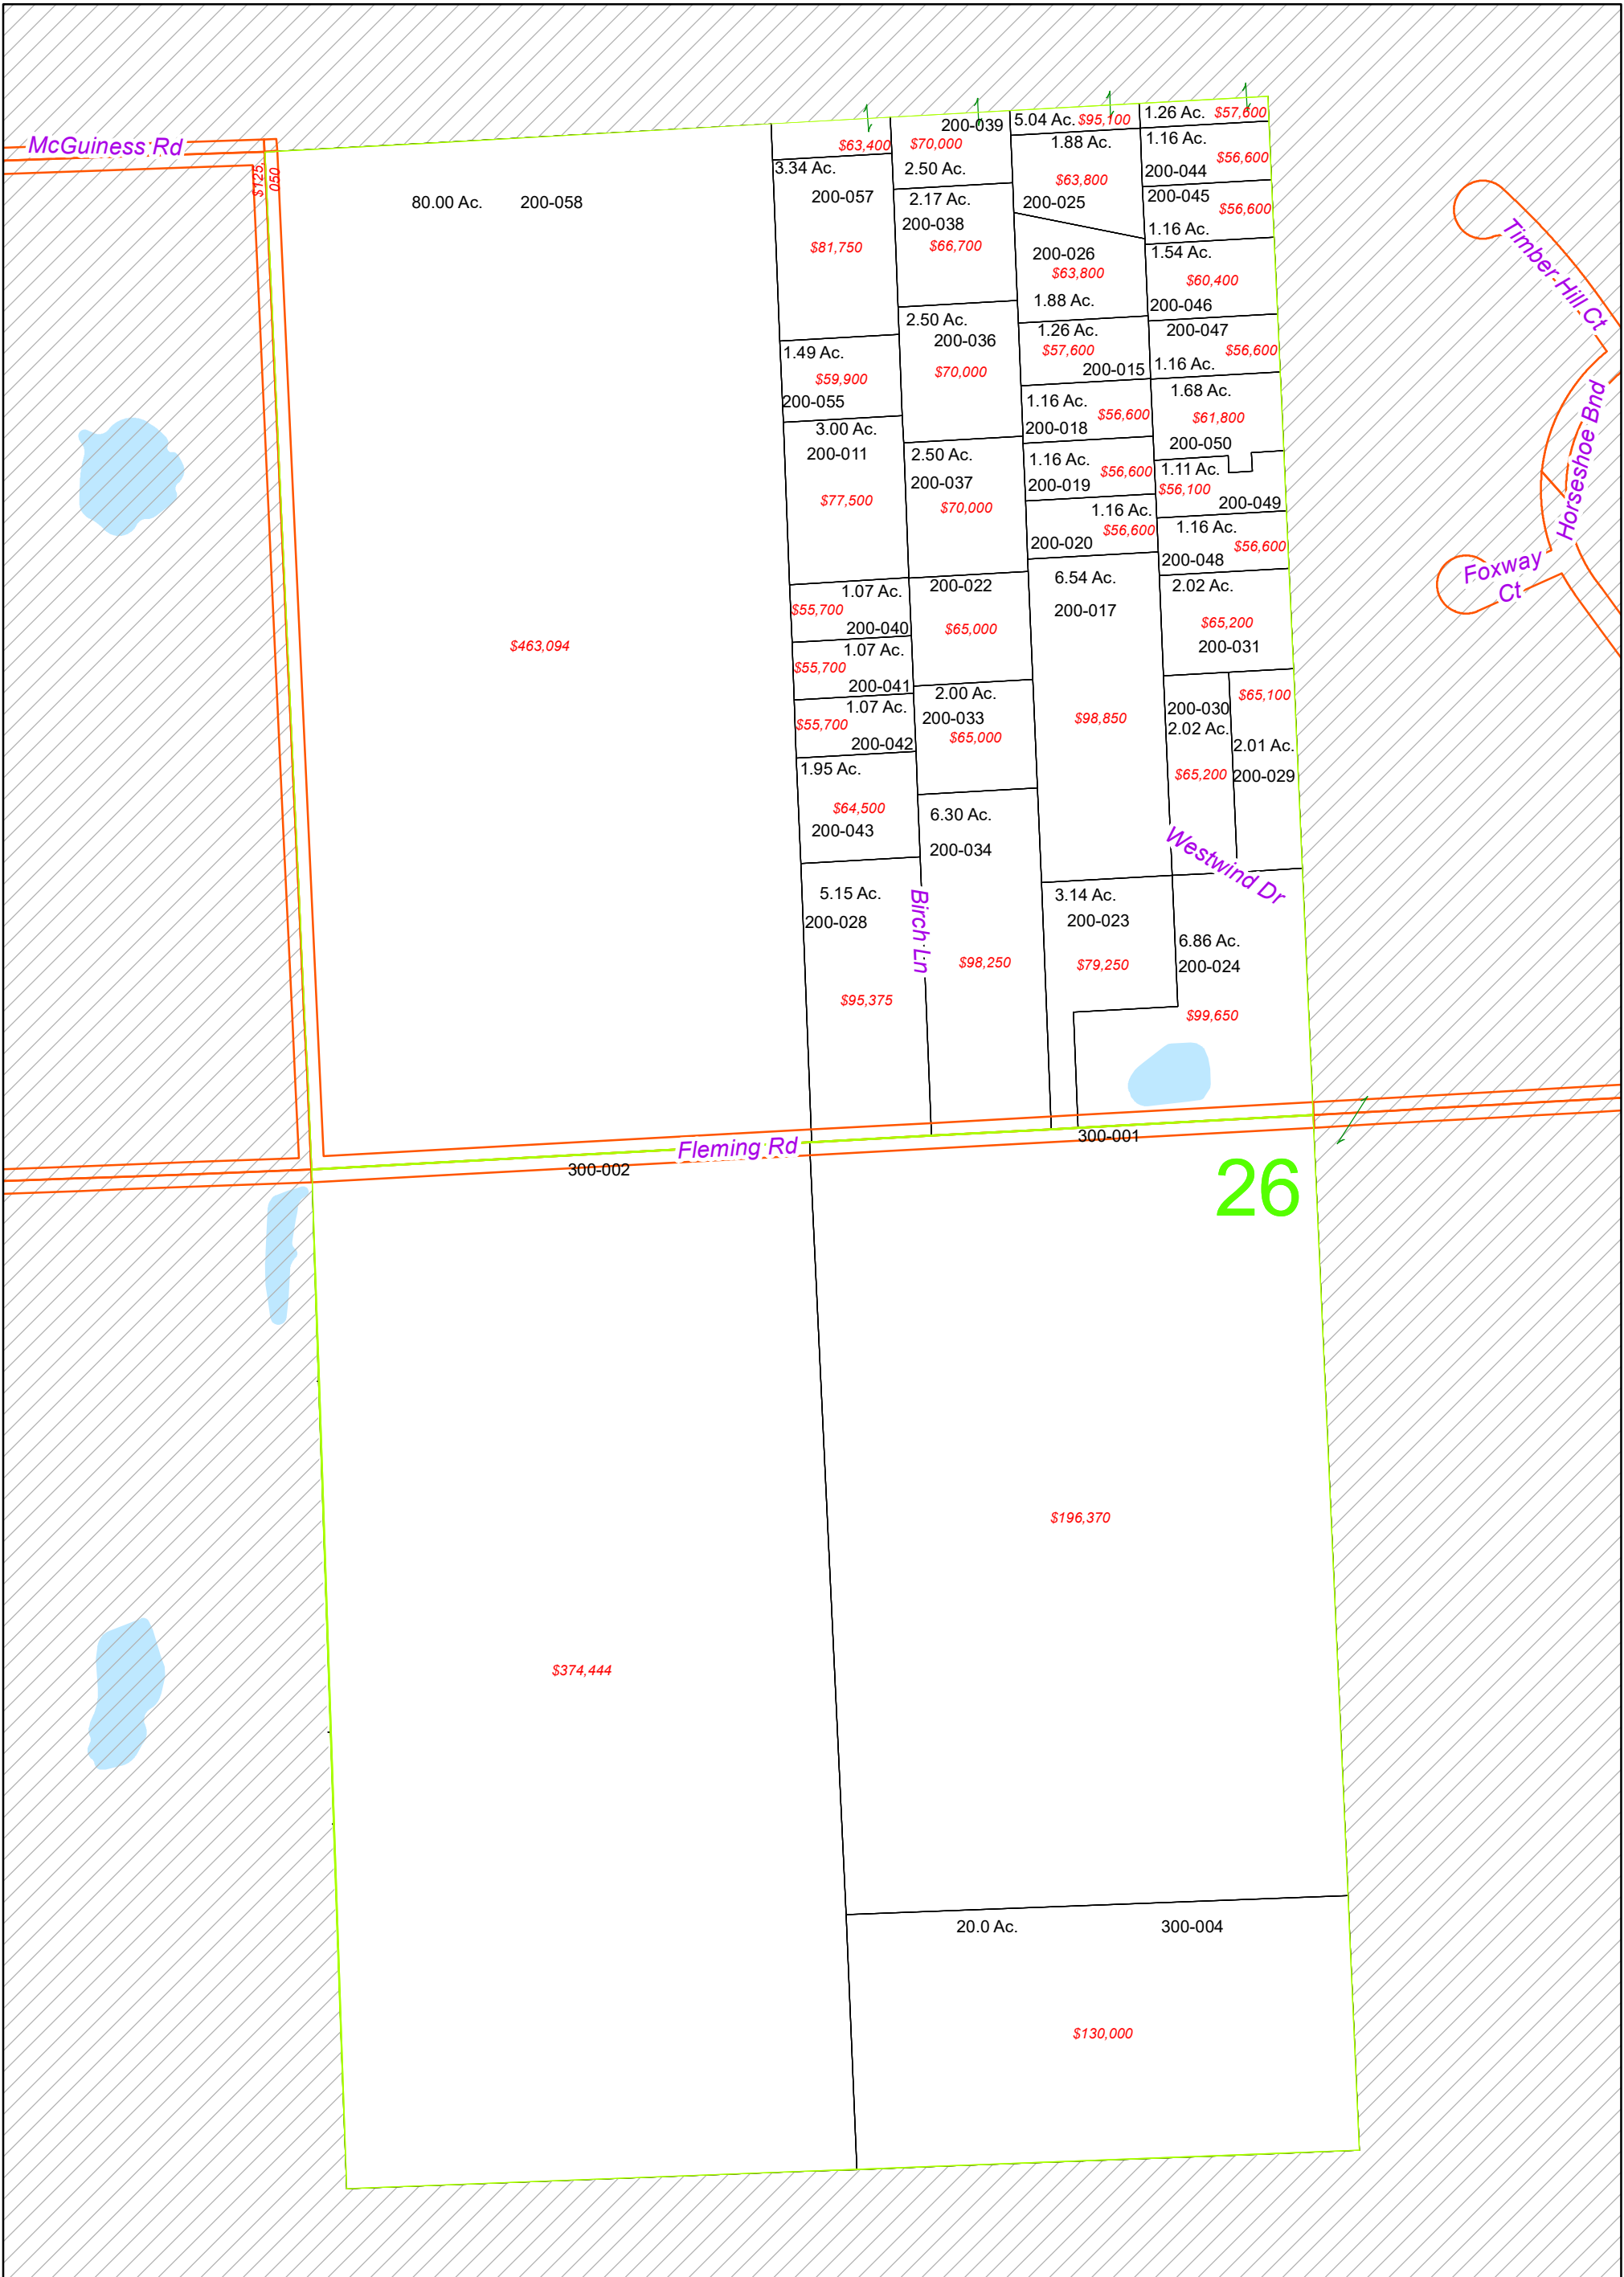 McGuiness Rd
$125,
050
80.00 Ac. 200-058
$463,094
$63,400
3.34 Ac.
200-057
$81,750
1.49 Ac.
$59,900
200-055
3.00 Ac.
200-011
$77,500
1.07 Ac.
$55,700
200-040
1.07 Ac.
$55,700
200-041
1.07 Ac.
$55,700
200-042
1.95 Ac.
$64,500
200-043
5.15 Ac.
200-028
$95,375
Birch Ln
200-039
$70,000
2.50 Ac.
2.17 Ac.
200-038
$66,700
2.50 Ac.
200-036
$70,000
2.50 Ac.
200-037
$70,000
200-022
$65,000
2.00 Ac.
200-033
$65,000
6.30 Ac.
200-034
$98,250
5.04 Ac. $95,100
1.88 Ac.
$63,800
200-025
200-026
$63,800
1.88 Ac.
1.26 Ac.
$57,600
200-015
1.16 Ac.
$56,600
200-018
1.16 Ac.
$56,600
200-019
1.16 Ac.
$56,600
200-020
6.54 Ac.
200-017
$98,850
3.14 Ac.
200-023
$79,250
1.26 Ac. $57,600
1.16 Ac.
$56,600
200-044
200-045
$56,600
1.16 Ac.
1.54 Ac.
$60,400
200-046
200-047
$56,600
1.16 Ac.
1.68 Ac.
$61,800
200-050
1.11 Ac.
$56,100
200-049
1.16 Ac.
$56,600
200-048
2.02 Ac.
$65,200
200-031
200-030
2.02 Ac.
$65,200
$65,100
2.01 Ac.
200-029
Westwind Dr
6.86 Ac.
200-024
$99,650
Timber Hill Ct
Horseshoe Bnd
Foxway
Ct
Fleming Rd
300-001
300-002
26
$196,370
$374,444
20.0 Ac. 300-004
$130,000